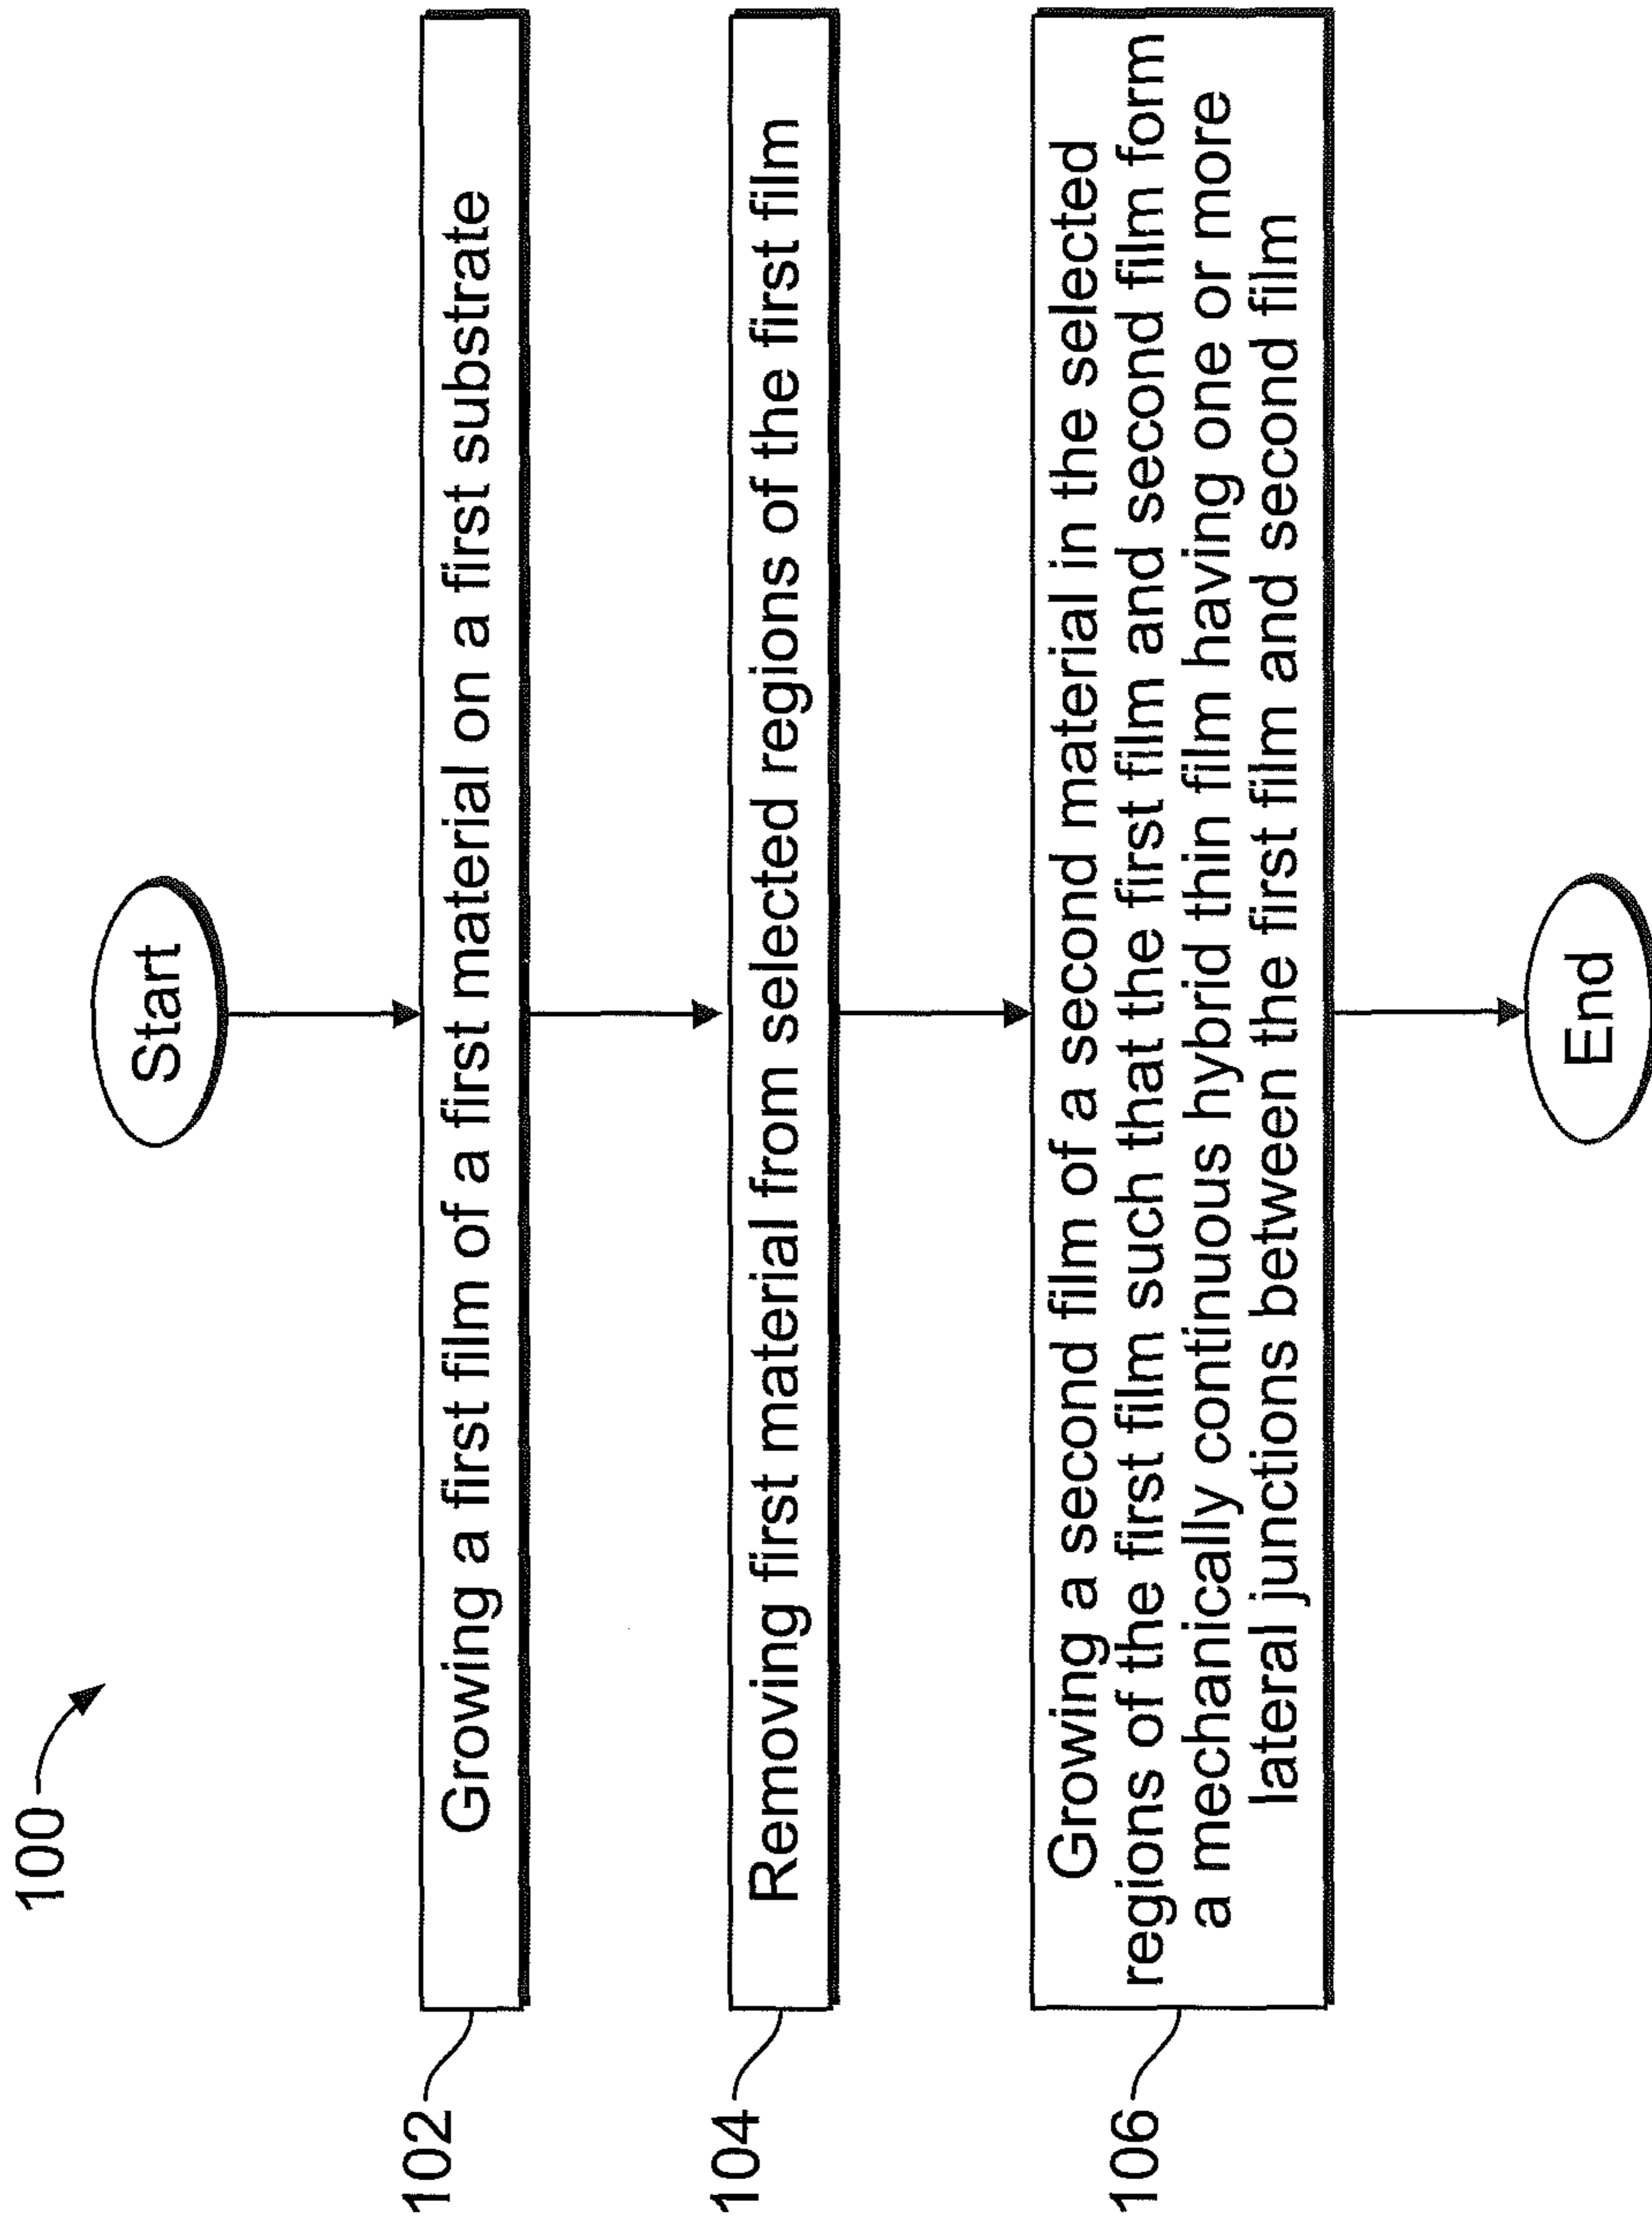 100
Start
102
Growing a first film of a first material on a first substrate
104
Removing first material from selected regions of the first film
106
Growing a second film of a second material in the selected
regions of the first film such that the first film and second film form
a mechanically continuous hybrid thin film having one or more
lateral junctions between the first film and second film
End